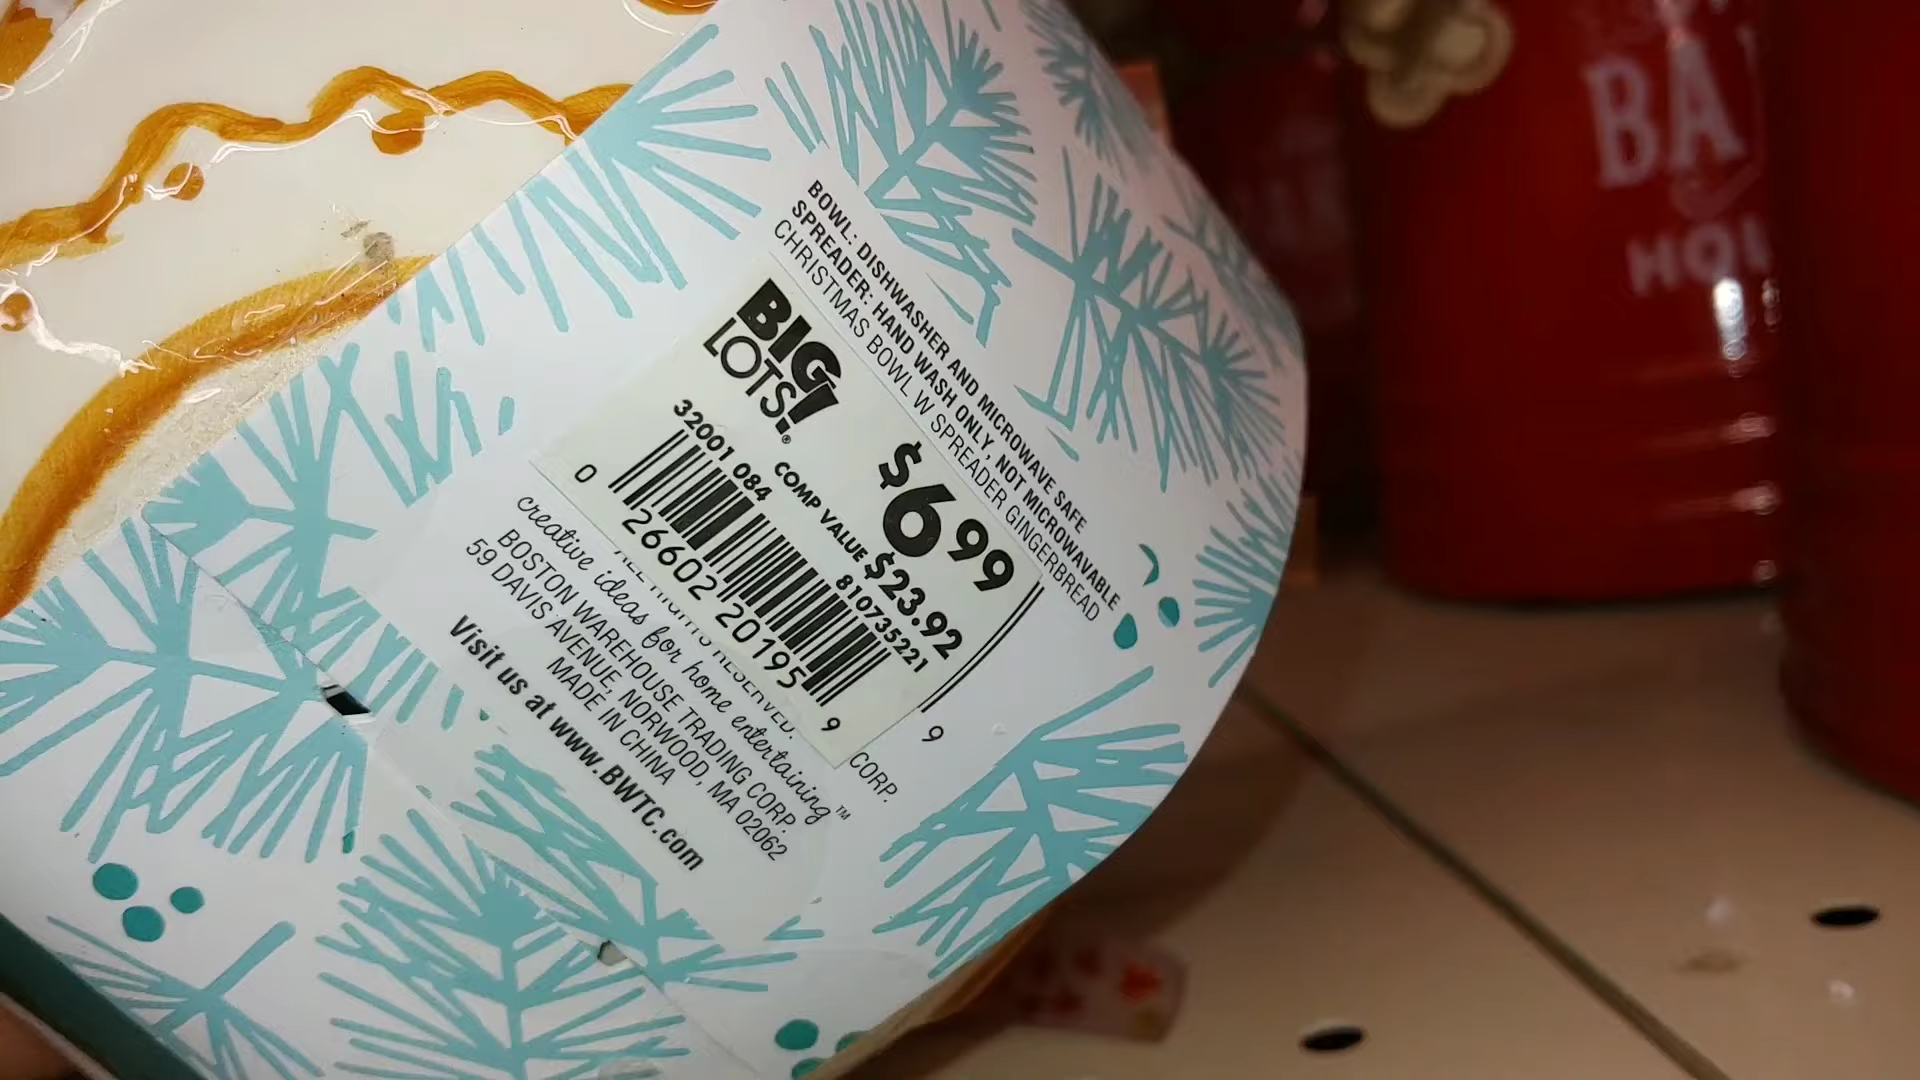 BOWL: DISHWASHER AND MICROWAVE SAFE
SPREADER: HAND WASH ONLY, NOT MICROWAVABLE
CHRISTMAS BOWL W SPREADER GINGERBREAD
BIG
LOTS!®
$6.99
COMP VALUE $23.92
32001 084 810735221
0 26602 20195 9
9
CORP.
creative ideas for home entertaining™
BOSTON WAREHOUSE TRADING CORP.
59 DAVIS AVENUE, NORWOOD, MA 02062
MADE IN CHINA
Visit us at www.BWTC.com
BA
HO